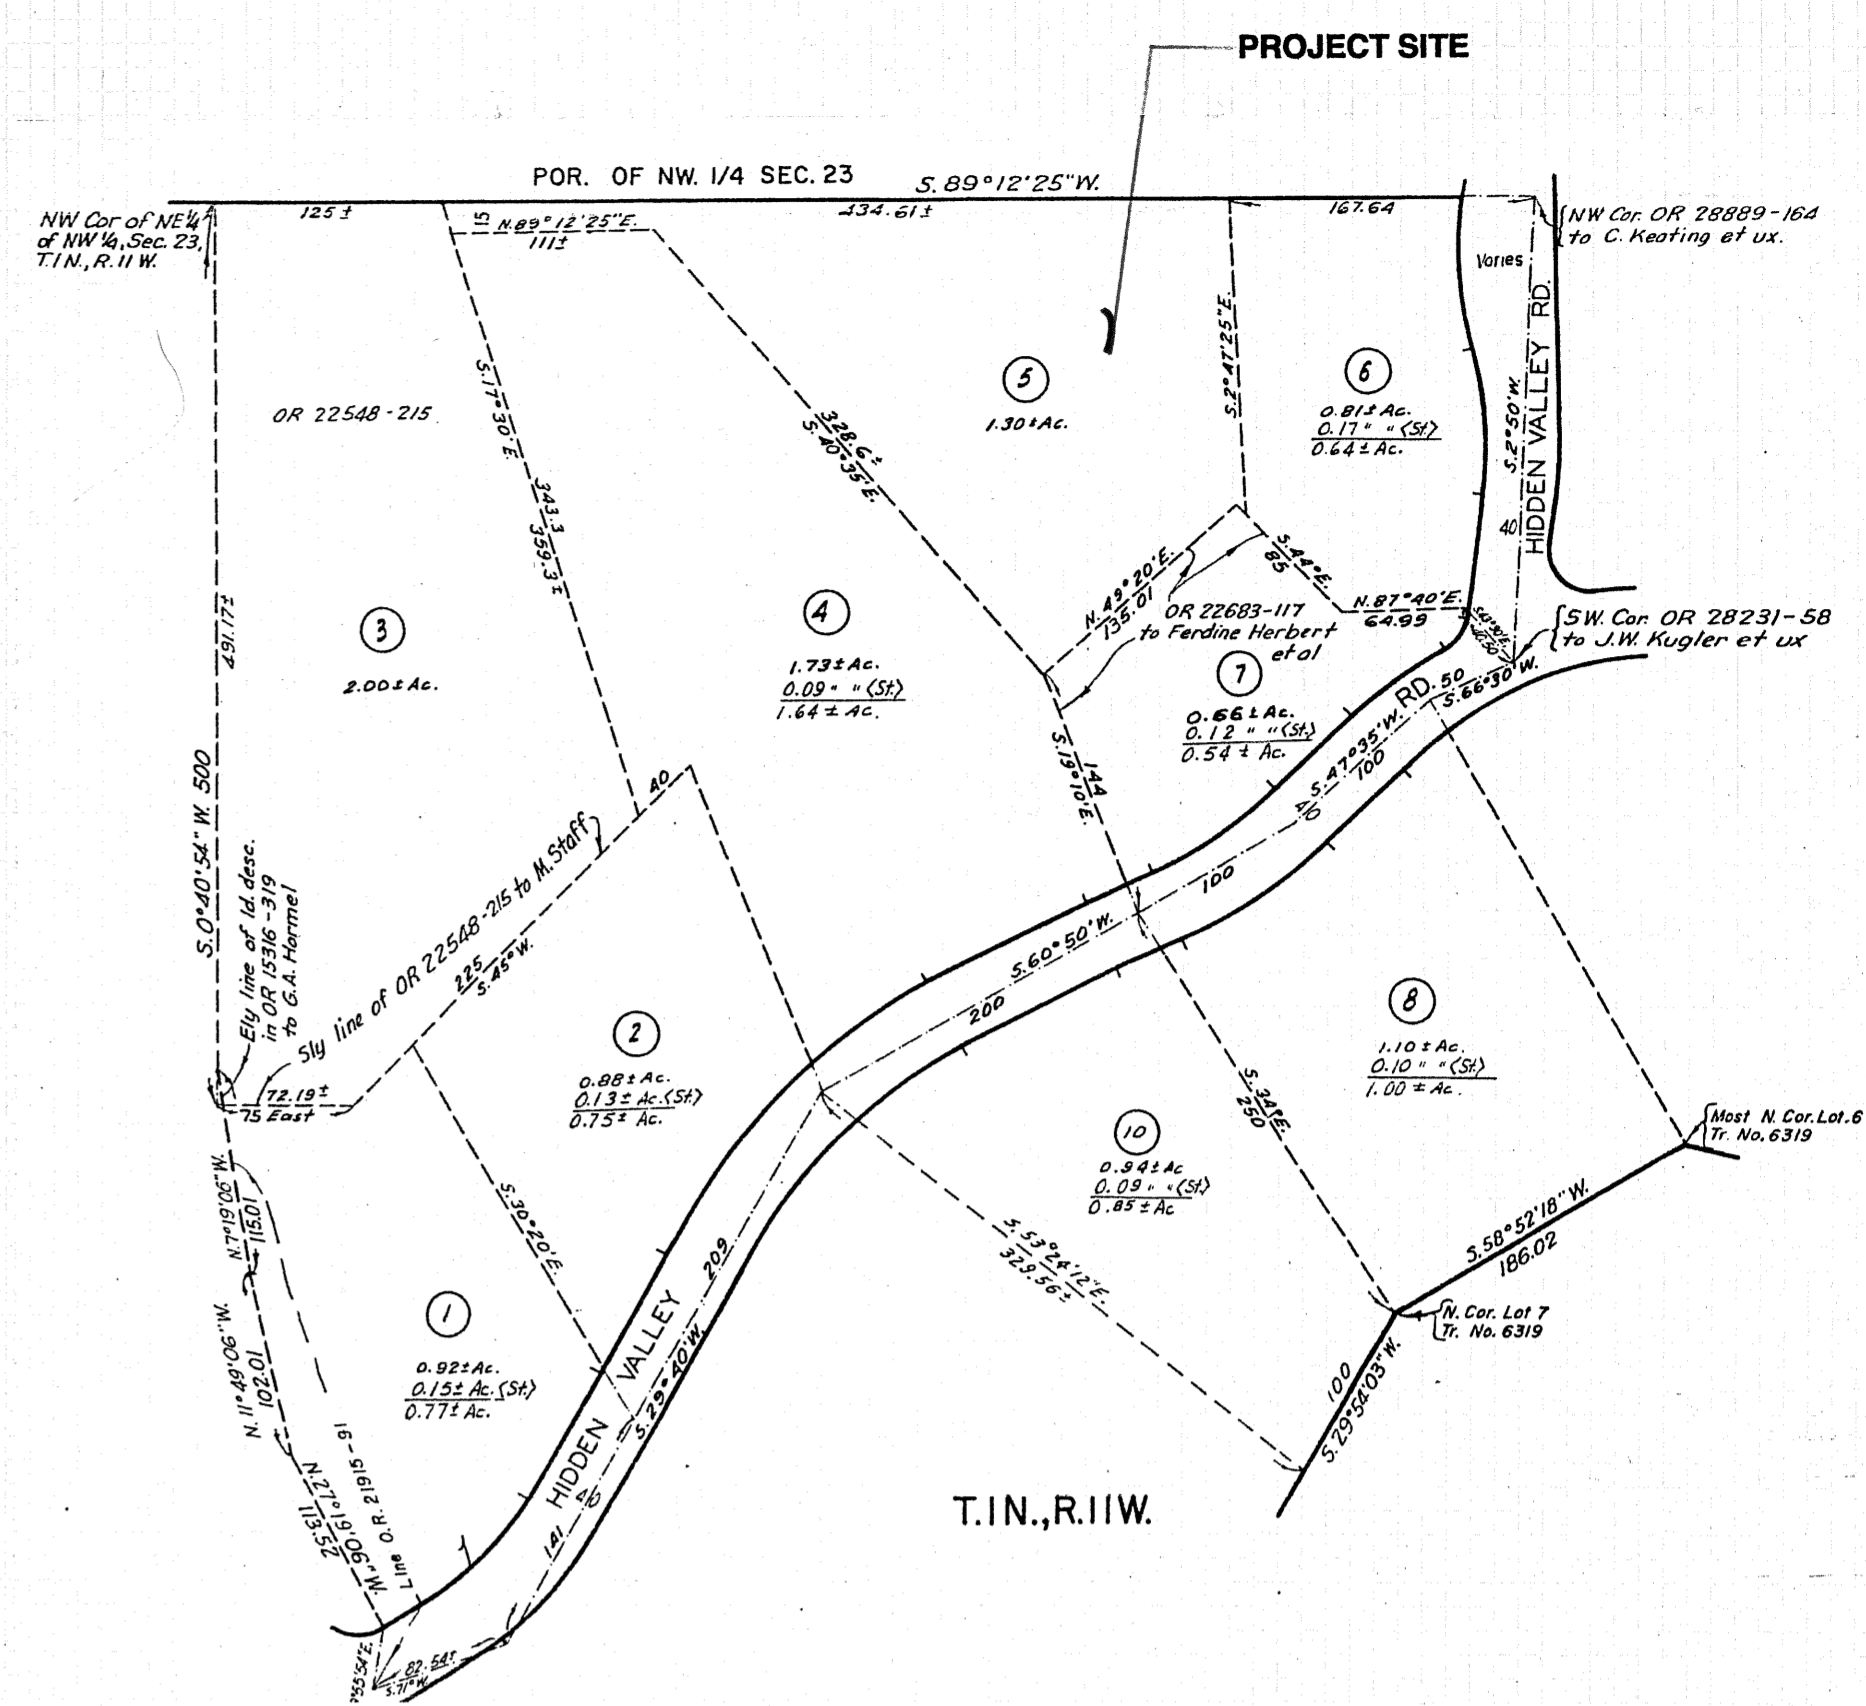 PROJECT SITE
POR. OF NW. 1/4 SEC. 23
S. 89°12'25"W.
125±
434.61±
167.64
NW Cor of NE¼
of NW ¼, Sec. 23,
T.1N., R. 11 W.
15
N.89°12'25"E.
111±
{NW Cor. OR 28889-164
to C. Keating et ux.
Varies
HIDDEN VALLEY RD.
S.2°50'W.
40
S.2°47'25"E.
5
1.30±Ac.
6
0.81± Ac.
0.17 " " (St.)
0.64± Ac.
OR 22548-215
S.17°30'E.
343.3
359.3±
328.6±
S.40°35'E.
3
2.00± Ac.
491.17±
S.0°40'54" W. 500
4
1.73± Ac.
0.09 " " (St.)
1.64 ± Ac.
N.49°20'E.
135.01
S.44°E.
85
N.87°40'E.
64.99
OR 22683-117
to Ferdine Herbert
et al
{SW. Cor. OR 28231-58
to J.W. Kugler et ux
7
0.66± Ac.
0.12 " " (St.)
0.54 ± Ac.
RD.
50
S.66°30'W.
S.47°35'W.
100
40
144
S.19°10'E.
40
Sly line of OR 22548-215 to M. Staff
225
S.45°W.
Ely line of ld. desc.
in OR 15316-319
to G.A. Hormel
72.19±
75 East
100
S.60°50'W.
200
2
0.88± Ac.
0.13± Ac.(St.)
0.75± Ac.
8
1.10 ± Ac.
0.10 " " (St.)
1.00 ± Ac.
S.34°E.
250
10
0.94± Ac
0.09 " " (St.)
0.85 ± Ac
{Most N. Cor. Lot. 6
Tr. No. 6319
N.7°19'06"W.
115.01
S.30°20'E.
209
S.29°40'W.
S.53°24'12"E.
329.56±
S.58°52'18"W.
186.02
{N. Cor. Lot 7
Tr. No. 6319
N.11°49'06"W.
102.01
1
0.92± Ac.
0.15± Ac.(St.)
0.77± Ac.
HIDDEN VALLEY
40
141
100
S.29°54'03"W.
N.27°19'06"W.
253.11
Line O.R. 21915-91
T.1N.,R.11W.
82.54±
S.71°W.